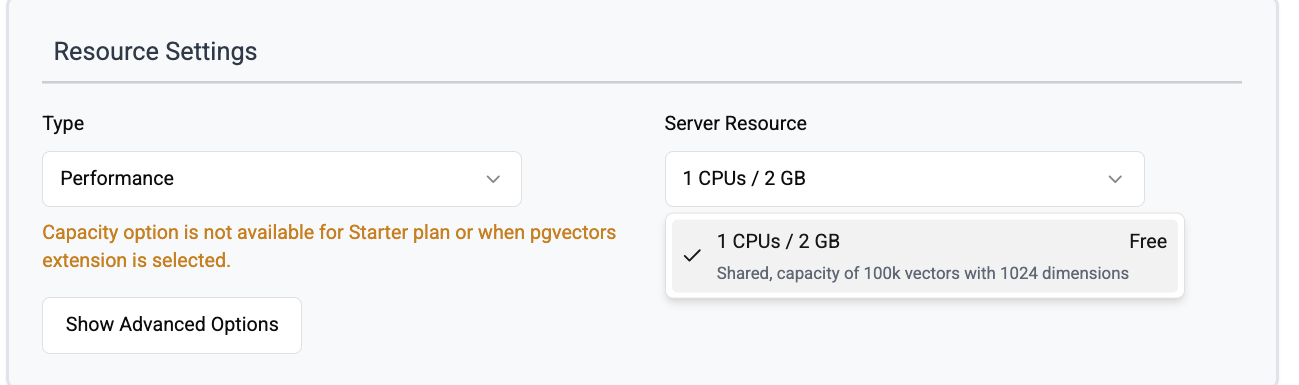 Resource Settings
Type
Performance
Capacity option is not available for Starter plan or when pgvectors
extension is selected.
Show Advanced Options
Server Resource
1 CPUs / 2 GB
1 CPUs / 2 GB Free
Shared, capacity of 100k vectors with 1024 dimensions